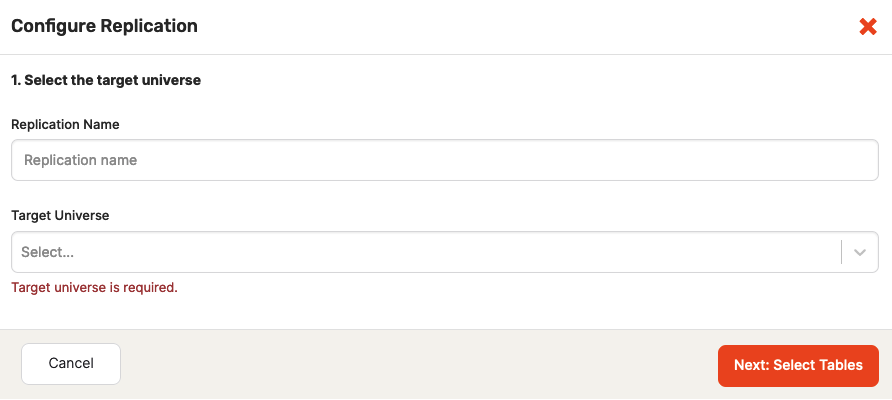 Configure Replication
1. Select the target universe
Replication Name
Replication name
Target Universe
Select...
Target universe is required.
Cancel
Next: Select Tables